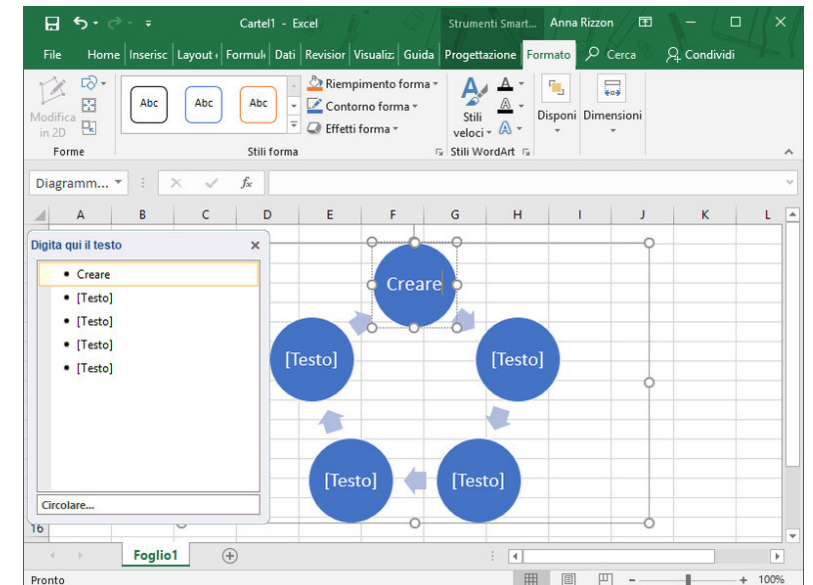 Cartel1 - Excel
Strumenti Smart...
Anna Rizzon
File Home Inserisc Layout Formul Dati Revisior Visualiz Guida Progettazione Formato Cerca Condividi
Modifica in 2D
Forme
Abc Abc Abc
Riempimento forma
Contorno forma
Effetti forma
Stili forma
Stili veloci
Stili WordArt
Disponi
Dimensioni
Diagramm...
fx
A B C D E F G H I J K L
Digita qui il testo
Creare
[Testo]
[Testo]
[Testo]
[Testo]
Circolare...
Creare
[Testo] [Testo]
[Testo] [Testo]
16
Foglio1
Pronto
100%